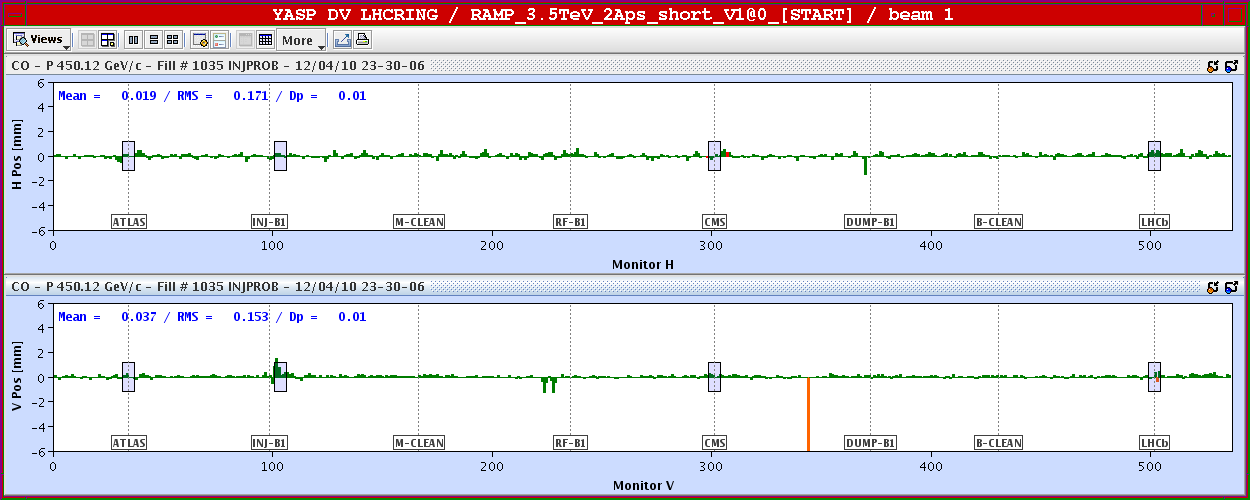 YASP DV LHCRING / RAMP_3.5TeV_2Aps_short_V1@0_[START] / beam 1
Views More
CO - P 450.12 GeV/c - Fill # 1035 INJPROB - 12/04/10 23-30-06
Mean = 0.019 / RMS = 0.171 / Dp = 0.01
H Pos [mm]
6
4
2
0
-2
-4
-6
ATLAS INJ-B1 M-CLEAN RF-B1 CMS DUMP-B1 B-CLEAN LHCb
0 100 200 300 400 500
Monitor H
CO - P 450.12 GeV/c - Fill # 1035 INJPROB - 12/04/10 23-30-06
Mean = 0.037 / RMS = 0.153 / Dp = 0.01
V Pos [mm]
6
4
2
0
-2
-4
-6
ATLAS INJ-B1 M-CLEAN RF-B1 CMS DUMP-B1 B-CLEAN LHCb
0 100 200 300 400 500
Monitor V